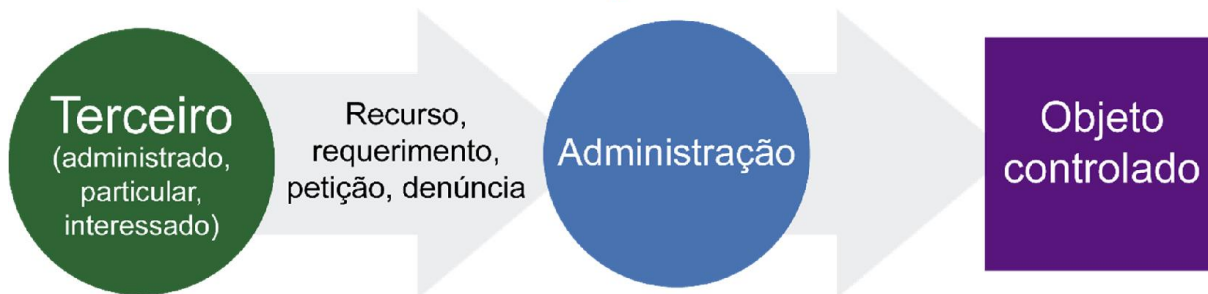 Terceiro
(administrado,
particular,
interessado)
Recurso,
requerimento,
petição, denúncia
Administração
Objeto
controlado